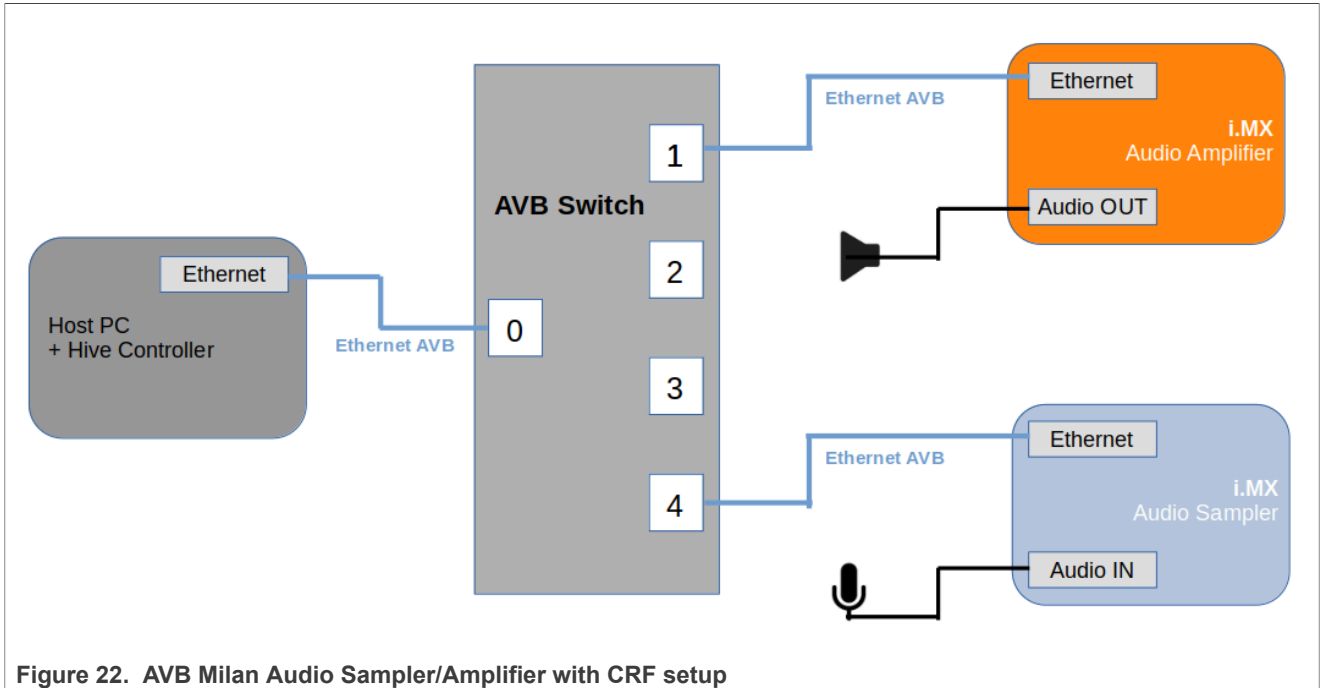 Ethernet
Host PC
+ Hive Controller
Ethernet AVB
AVB Switch
0
1
2
3
4
Ethernet AVB
Ethernet
i.MX
Audio Amplifier
Audio OUT
Ethernet AVB
Ethernet
i.MX
Audio Sampler
Audio IN
Figure 22. AVB Milan Audio Sampler/Amplifier with CRF setup